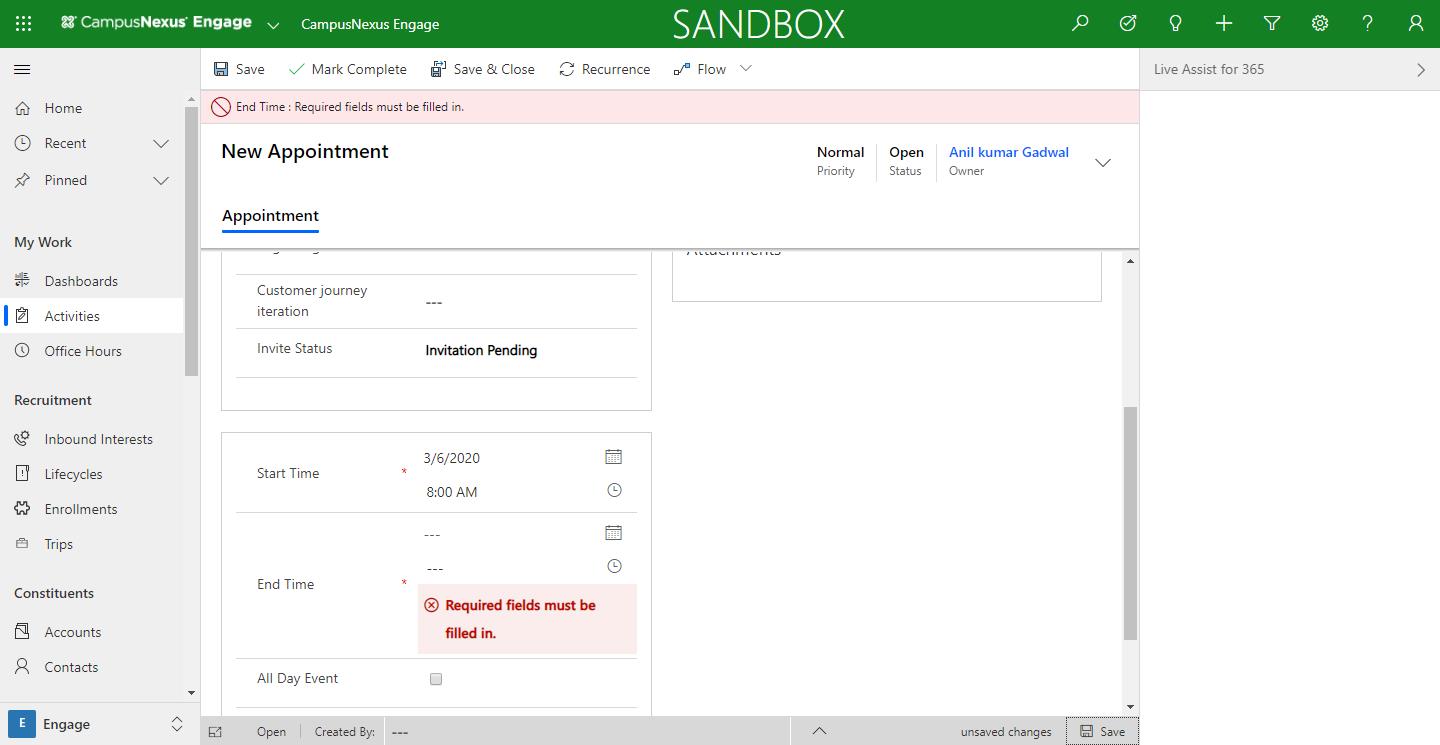 CampusNexus® Engage
CampusNexus Engage
SANDBOX
Save
Mark Complete
Save & Close
Recurrence
Flow
Live Assist for 365
End Time : Required fields must be filled in.
Home
Recent
Pinned
My Work
Dashboards
Activities
Office Hours
Recruitment
Inbound Interests
Lifecycles
Enrollments
Trips
Constituents
Accounts
Contacts
E
Engage
New Appointment
Normal
Priority
Open
Status
Anil kumar Gadwal
Owner
Appointment
Attachments
Customer journey
iteration
---
Invite Status
Invitation Pending
Start Time
*
3/6/2020
8:00 AM
End Time
*
---
---
Required fields must be
filled in.
All Day Event
Open
Created By:
---
unsaved changes
Save